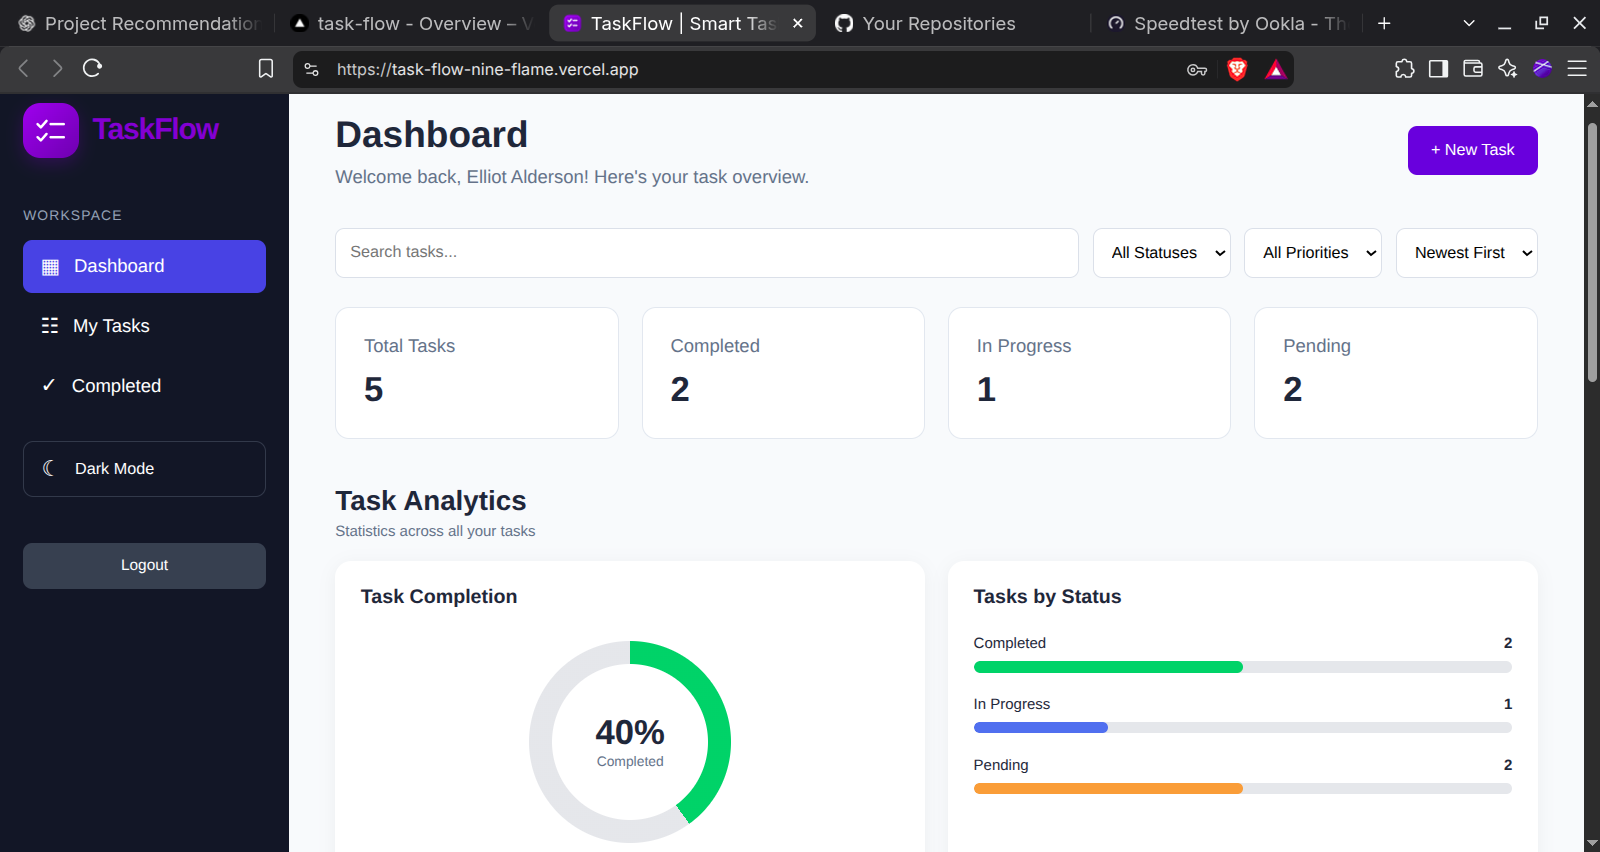 Project Recommendation
task-flow - Overview – V
TaskFlow | Smart Tas
Your Repositories
Speedtest by Ookla - Th
https://task-flow-nine-flame.vercel.app
TaskFlow
WORKSPACE
Dashboard
My Tasks
Completed
Dark Mode
Logout
Dashboard
Welcome back, Elliot Alderson! Here's your task overview.
+ New Task
Search tasks...
All Statuses
All Priorities
Newest First
Total Tasks
5
Completed
2
In Progress
1
Pending
2
Task Analytics
Statistics across all your tasks
Task Completion
40%
Completed
Tasks by Status
Completed 2
In Progress 1
Pending 2